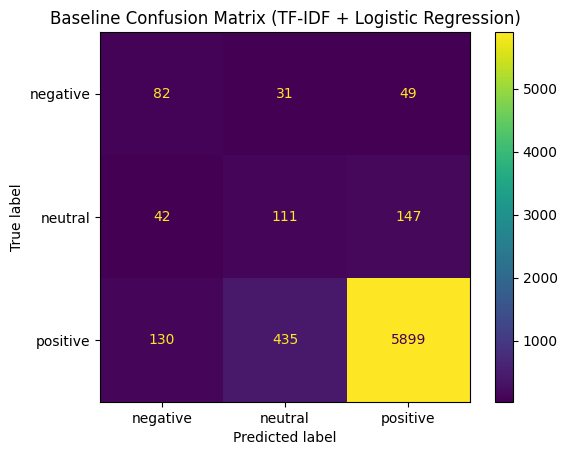 Baseline Confusion Matrix (TF-IDF + Logistic Regression)
negative 82 31 49
neutral 42 111 147
positive 130 435 5899
negative neutral positive
Predicted label
True label
5000
4000
3000
2000
1000